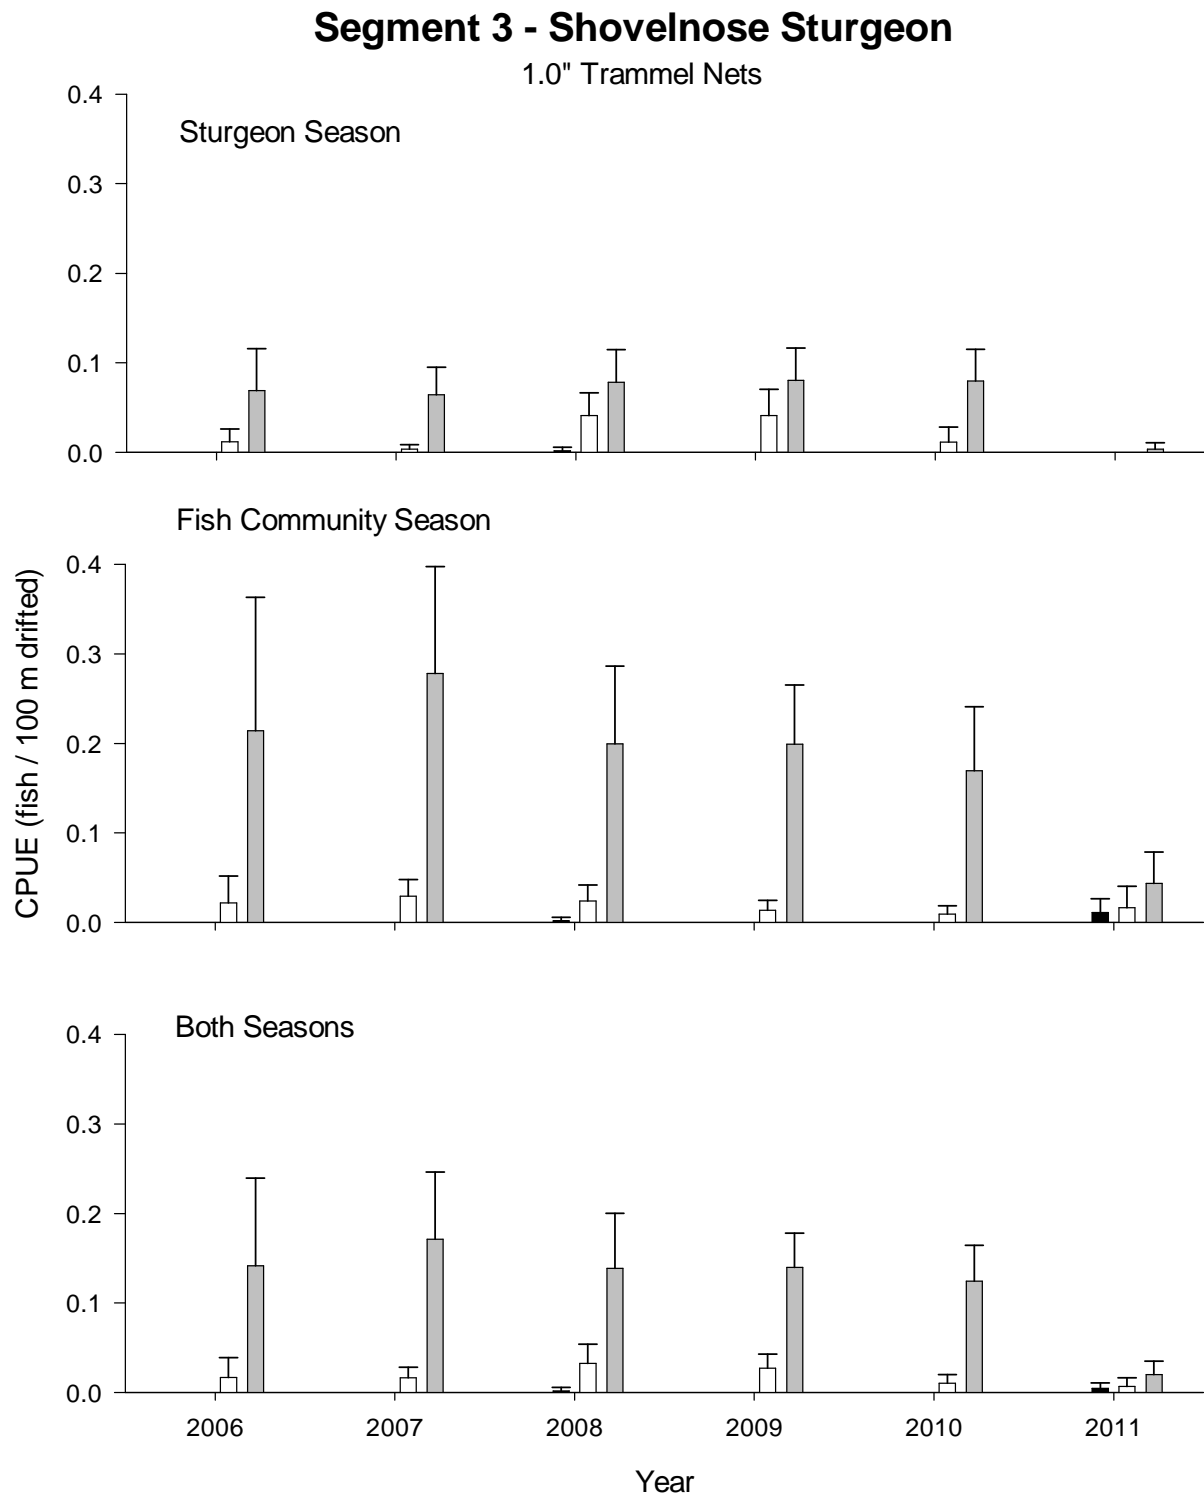 Segment 3 - Shovelnose Sturgeon
1.0" Trammel Nets
Sturgeon Season
0.4
0.3
0.2
0.1
0.0
Fish Community Season
0.4
0.3
0.2
0.1
0.0
CPUE (fish / 100 m drifted)
Both Seasons
0.4
0.3
0.2
0.1
0.0
2006 2007 2008 2009 2010 2011
Year